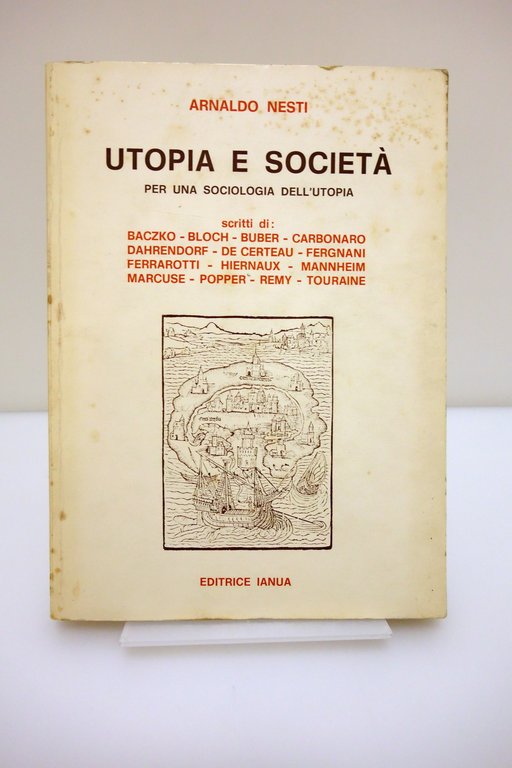 ARNALDO NESTI
UTOPIA E SOCIETÀ
PER UNA SOCIOLOGIA DELL'UTOPIA
scritti di:
BACZKO - BLOCH - BUBER - CARBONARO
DAHRENDORF - DE CERTEAU - FERGNANI
FERRAROTTI - HIERNAUX - MANNHEIM
MARCUSE - POPPER - REMY - TOURAINE
EDITRICE IANUA